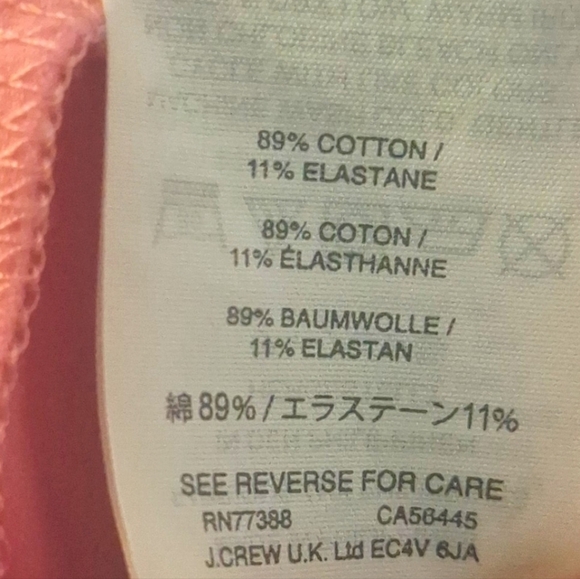 89% COTTON /
11% ELASTANE
89% COTON /
11% ÉLASTHANNE
89% BAUMWOLLE /
11% ELASTAN
綿89% / エラステーン11%
SEE REVERSE FOR CARE
RN77388 CA56445
J.CREW U.K. Ltd EC4V 6JA